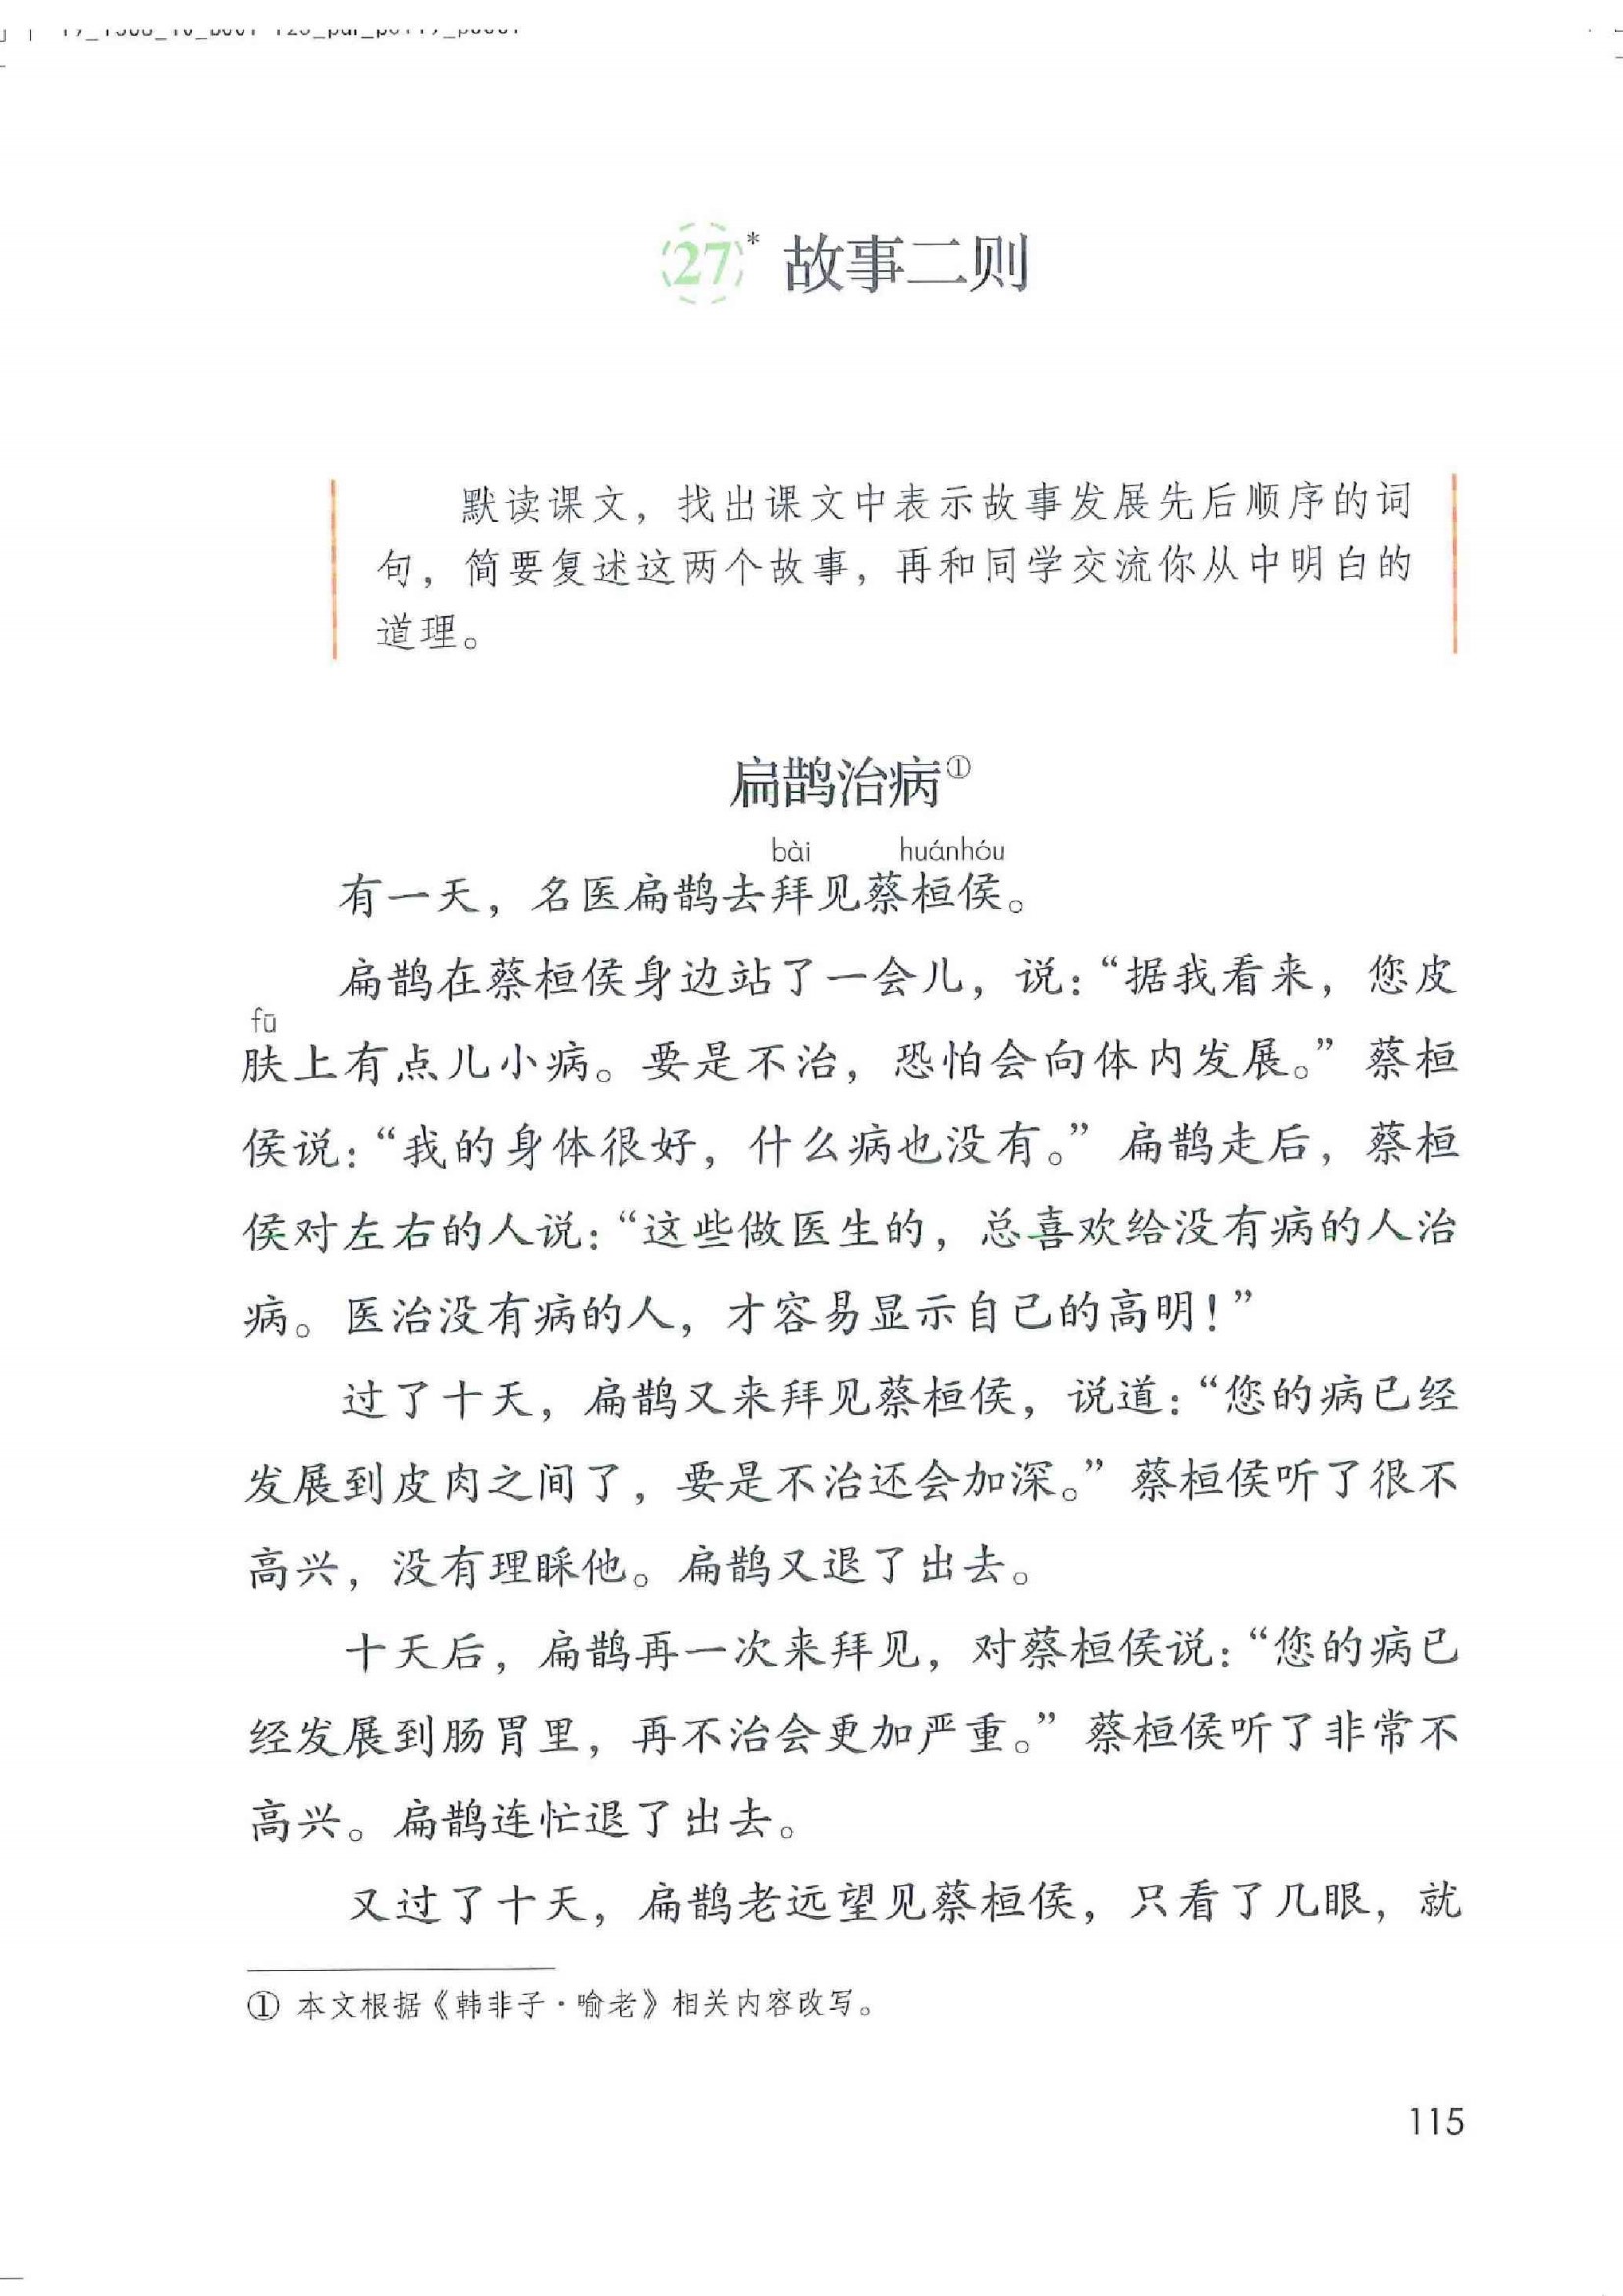 27* 故事二则
默读课文，找出课文中表示故事发展先后顺序的词
句，简要复述这两个故事，再和同学交流你从中明白的
道理。
扁鹊治病①
bài huánhóu
有一天，名医扁鹊去拜见蔡桓侯。
扁鹊在蔡桓侯身边站了一会儿，说：“据我看来，您皮
fū
肤上有点儿小病。要是不治，恐怕会向体内发展。”蔡桓
侯说：“我的身体很好，什么病也没有。”扁鹊走后，蔡桓
侯对左右的人说：“这些做医生的，总喜欢给没有病的人治
病。医治没有病的人，才容易显示自己的高明！”
过了十天，扁鹊又来拜见蔡桓侯，说道：“您的病已经
发展到皮肉之间了，要是不治还会加深。”蔡桓侯听了很不
高兴，没有理睬他。扁鹊又退了出去。
十天后，扁鹊再一次来拜见，对蔡桓侯说：“您的病已
经发展到肠胃里，再不治会更加严重。”蔡桓侯听了非常不
高兴。扁鹊连忙退了出去。
又过了十天，扁鹊老远望见蔡桓侯，只看了几眼，就
① 本文根据《韩非子·喻老》相关内容改写。
115